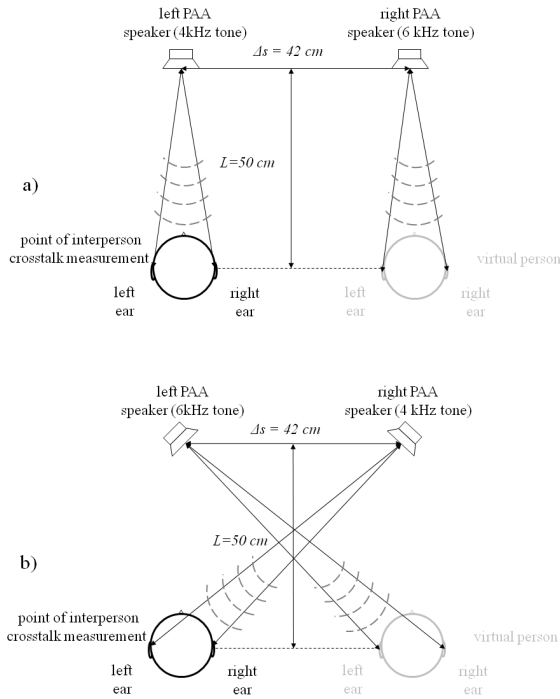 left PAA
speaker (4kHz tone)
right PAA
speaker (6 kHz tone)
Δs = 42 cm
L=50 cm
a)
point of interperson
crosstalk measurement
left
ear
right
ear
left
ear
right
ear
virtual person
left PAA
speaker (6kHz tone)
right PAA
speaker (4 kHz tone)
Δs = 42 cm
L=50 cm
b)
point of interperson
crosstalk measurement
left
ear
right
ear
left
ear
right
ear
virtual person